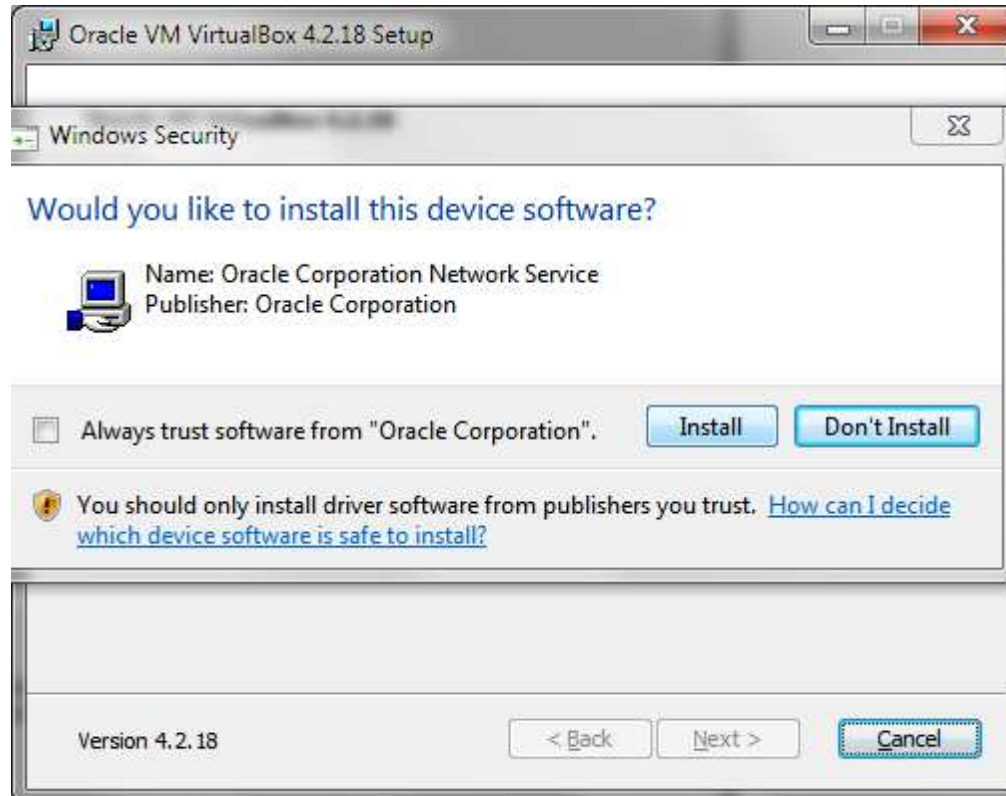 Oracle VM VirtualBox 4.2.18 Setup
Windows Security
Would you like to install this device software?
Name: Oracle Corporation Network Service
Publisher: Oracle Corporation
Always trust software from "Oracle Corporation".
Install
Don't Install
You should only install driver software from publishers you trust. How can I decide
which device software is safe to install?
Version 4.2.18
< Back
Next >
Cancel